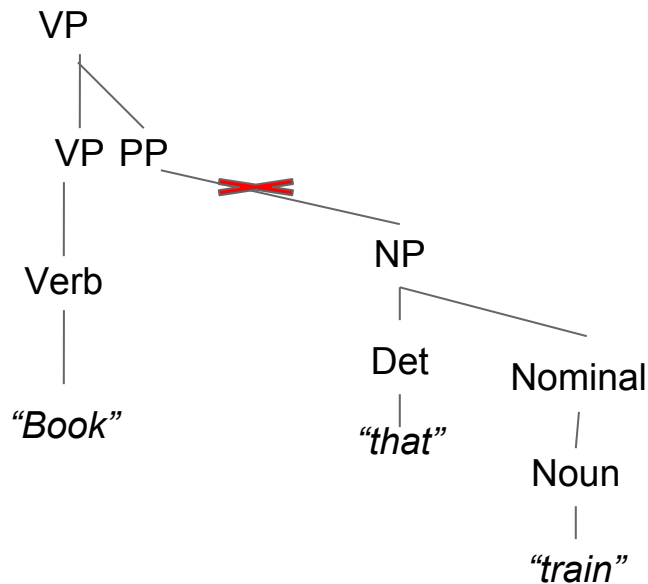 VP
VP PP
NP
Verb
Det
Nominal
“Book”
“that”
Noun
“train”